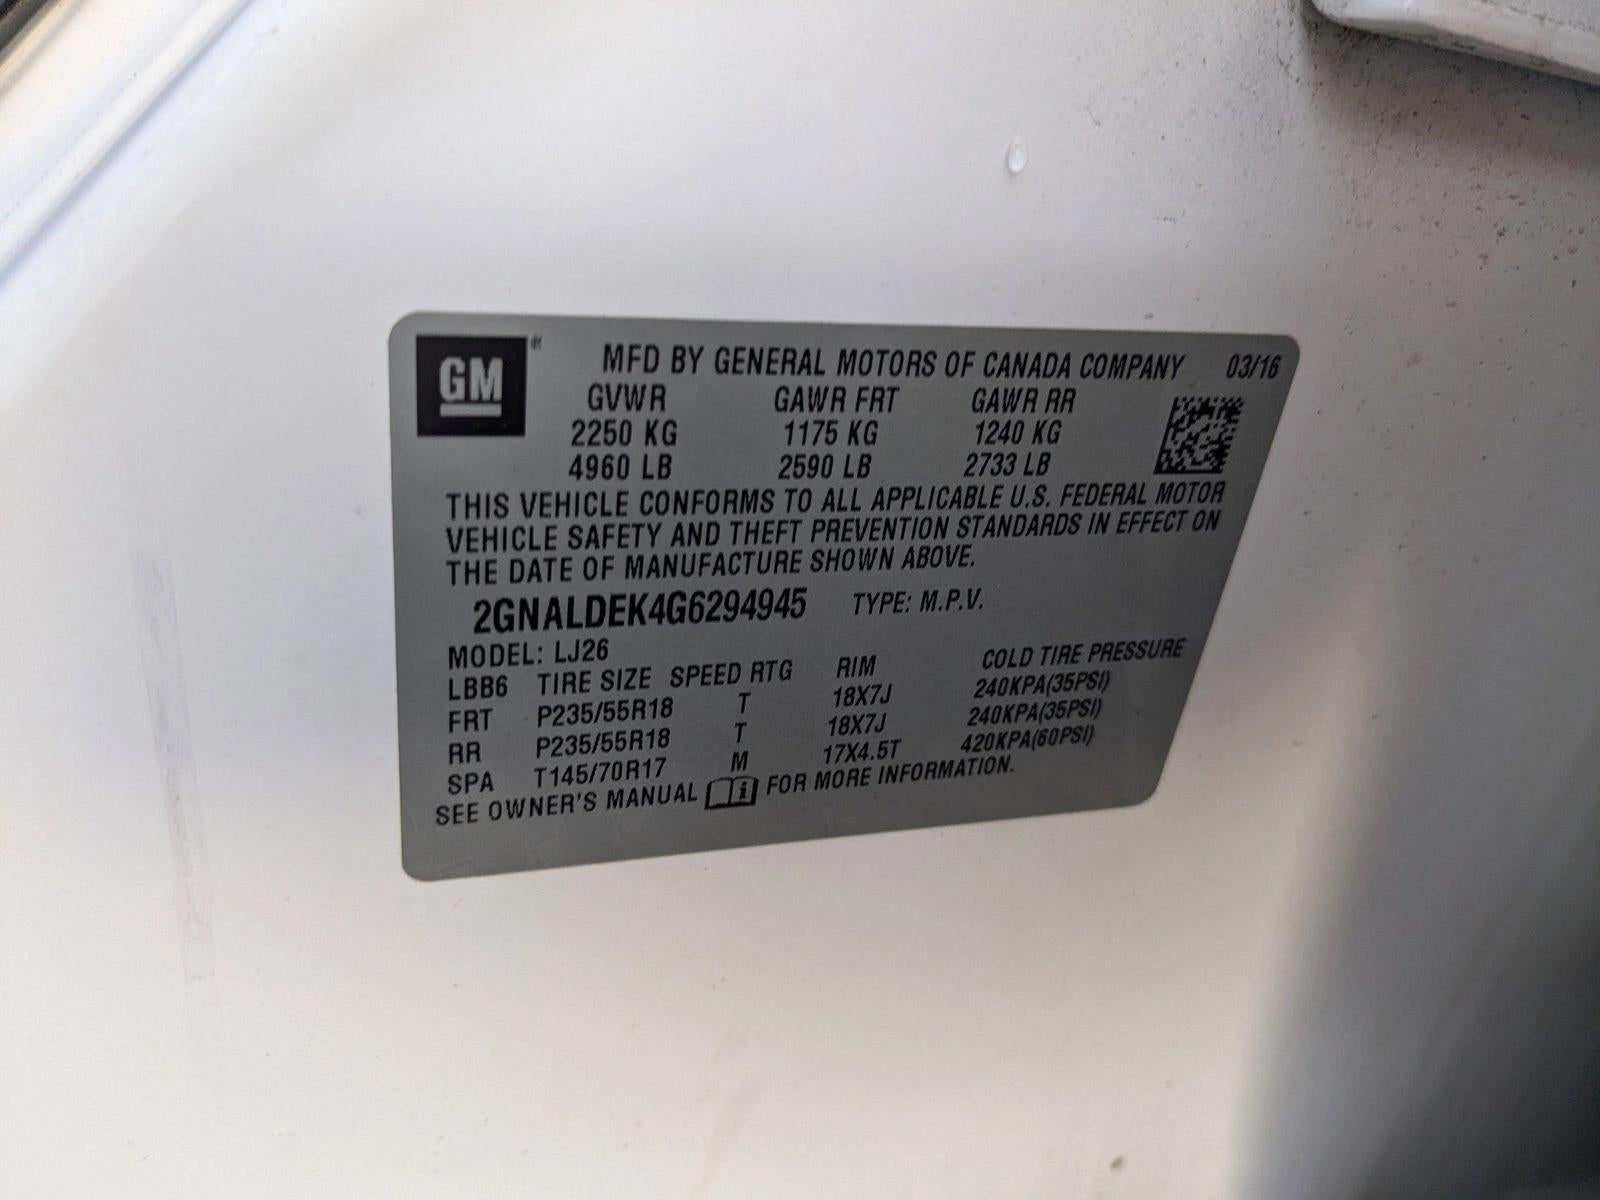 GM ®
MFD BY GENERAL MOTORS OF CANADA COMPANY 03/16
GVWR GAWR FRT GAWR RR
2250 KG 1175 KG 1240 KG
4960 LB 2590 LB 2733 LB
THIS VEHICLE CONFORMS TO ALL APPLICABLE U.S. FEDERAL MOTOR
VEHICLE SAFETY AND THEFT PREVENTION STANDARDS IN EFFECT ON
THE DATE OF MANUFACTURE SHOWN ABOVE.
2GNALDEK4G6294945 TYPE: M.P.V.
MODEL: LJ26
LBB6 TIRE SIZE SPEED RTG RIM COLD TIRE PRESSURE
FRT P235/55R18 T 18X7J 240KPA(35PSI)
RR P235/55R18 T 18X7J 240KPA(35PSI)
SPA T145/70R17 M 17X4.5T 420KPA(60PSI)
SEE OWNER'S MANUAL i FOR MORE INFORMATION.